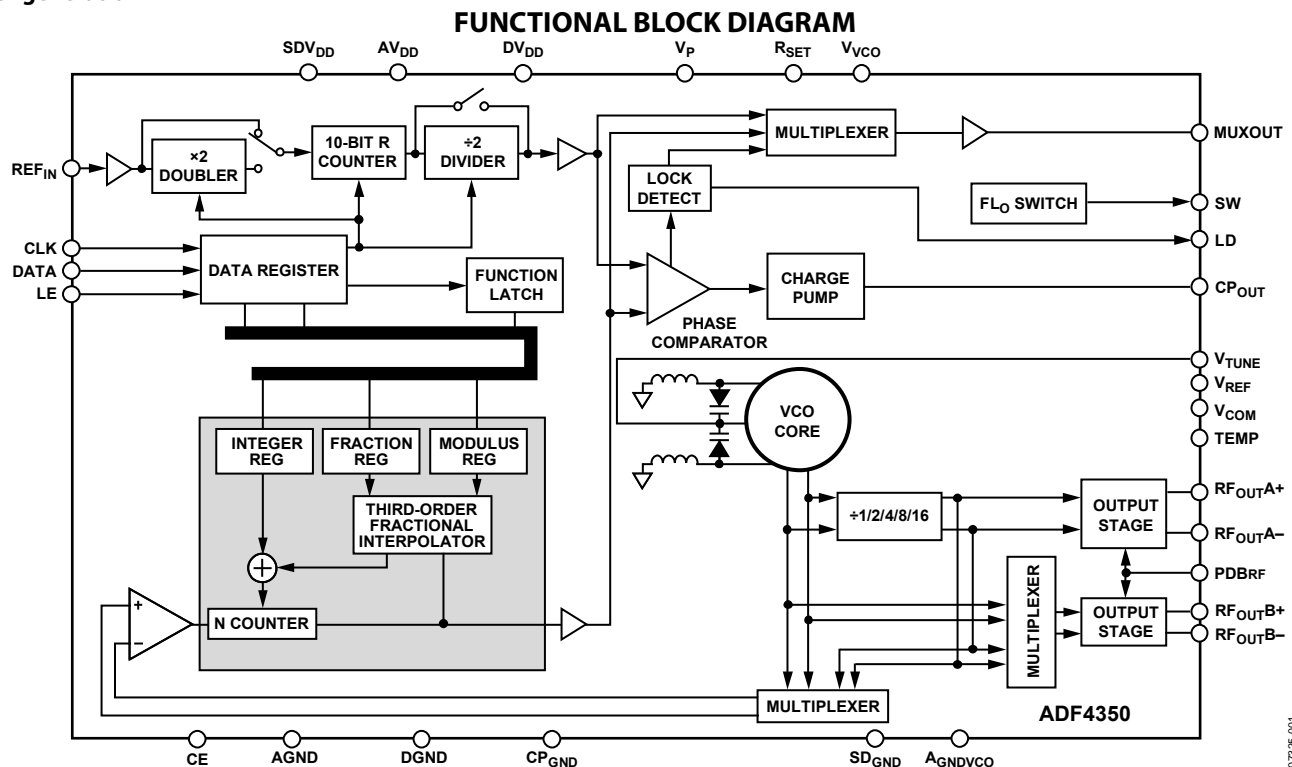 FUNCTIONAL BLOCK DIAGRAM
SDVDD
AVDD
DVDD
VP
RSET
VVCO
REFIN
×2
DOUBLER
10-BIT R
COUNTER
÷2
DIVIDER
MULTIPLEXER
MUXOUT
LOCK
DETECT
FLO SWITCH
SW
LD
CLK
DATA
LE
DATA REGISTER
FUNCTION
LATCH
CHARGE
PUMP
CPOUT
PHASE
COMPARATOR
VTUNE
VREF
VCOM
TEMP
VCO
CORE
INTEGER
REG
FRACTION
REG
MODULUS
REG
THIRD-ORDER
FRACTIONAL
INTERPOLATOR
+
−
N COUNTER
÷1/2/4/8/16
OUTPUT
STAGE
RFOUTA+
RFOUTA−
PDBRF
MULTIPLEXER
OUTPUT
STAGE
RFOUTB+
RFOUTB−
MULTIPLEXER
ADF4350
CE
AGND
DGND
CPGND
SDGND
AGNDVCO